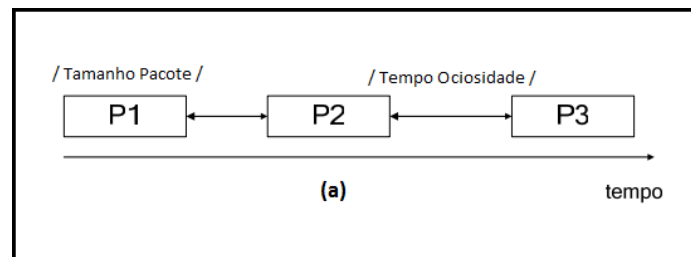 / Tamanho Pacote / / Tempo Ociosidade /
P1 P2 P3
(a)
tempo